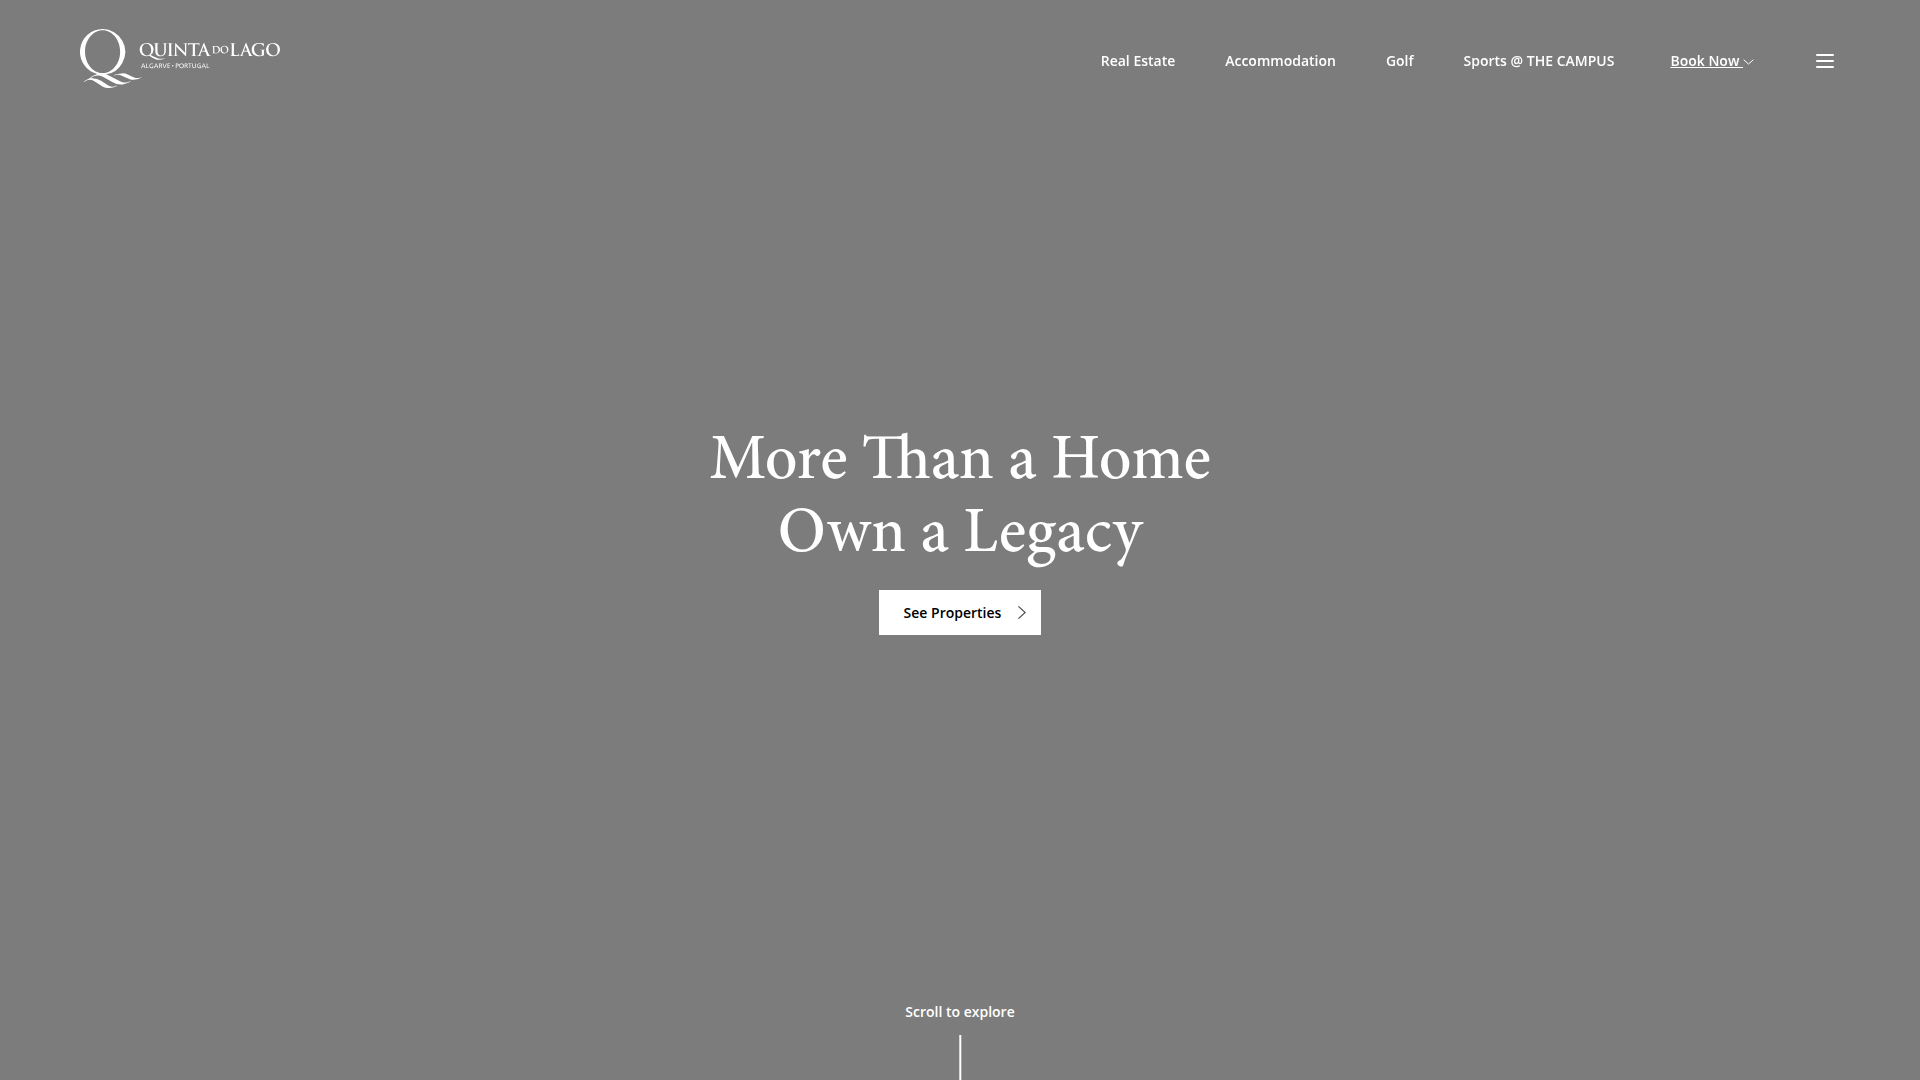 QUINTA DO LAGO
ALGARVE • PORTUGAL
Real Estate
Accommodation
Golf
Sports @ THE CAMPUS
Book Now
More Than a Home
Own a Legacy
See Properties
Scroll to explore